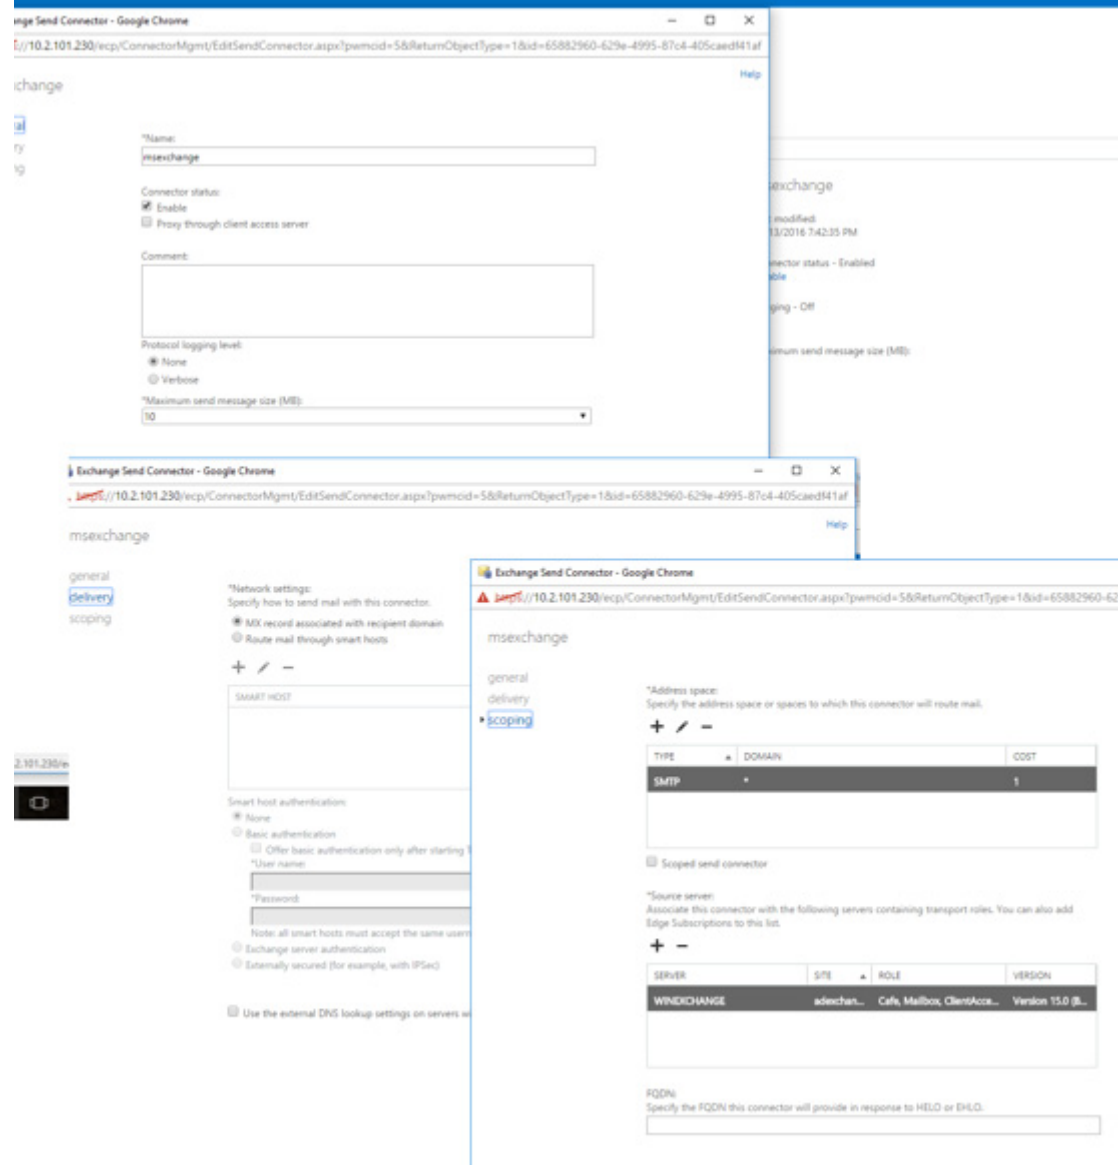 ange Send Connector - Google Chrome
//10.2.101.230/ecp/ConnectorMgmt/EditSendConnector.aspx?pwmcid=5&ReturnObjectType=1&id=65882960-629e-4995-87c4-405caedf41af
Help
change
al
ry
ng
*Name:
msexchange
Connector status:
Enable
Proxy through client access server
Comment:
Protocol logging level:
None
Verbose
*Maximum send message size (MB):
10
sexchange
modified:
13/2016 7:42:35 PM
nnector status - Enabled
able
ging - Off
ximum send message size (MB):
Exchange Send Connector - Google Chrome
https://10.2.101.230/ecp/ConnectorMgmt/EditSendConnector.aspx?pwmcid=5&ReturnObjectType=1&id=65882960-629e-4995-87c4-405caedf41af
Help
msexchange
general
delivery
scoping
*Network settings:
Specify how to send mail with this connector.
MX record associated with recipient domain
Route mail through smart hosts
SMART HOST
Smart host authentication:
None
Basic authentication
Offer basic authentication only after starting T
*User name:
*Password:
Note: all smart hosts must accept the same usern
Exchange server authentication
Externally secured (for example, with IPSec)
Use the external DNS lookup settings on servers w
2.101.230/e
Exchange Send Connector - Google Chrome
https://10.2.101.230/ecp/ConnectorMgmt/EditSendConnector.aspx?pwmcid=5&ReturnObjectType=1&id=65882960-62
msexchange
general
delivery
scoping
*Address space:
Specify the address space or spaces to which this connector will route mail.
TYPE DOMAIN COST
SMTP * 1
Scoped send connector
*Source server:
Associate this connector with the following servers containing transport roles. You can also add
Edge Subscriptions to this list.
SERVER SITE ROLE VERSION
WINEXCHANGE adexchan... Cafe, Mailbox, ClientAcce... Version 15.0 (B...
FQDN:
Specify the FQDN this connector will provide in response to HELO or EHLO.